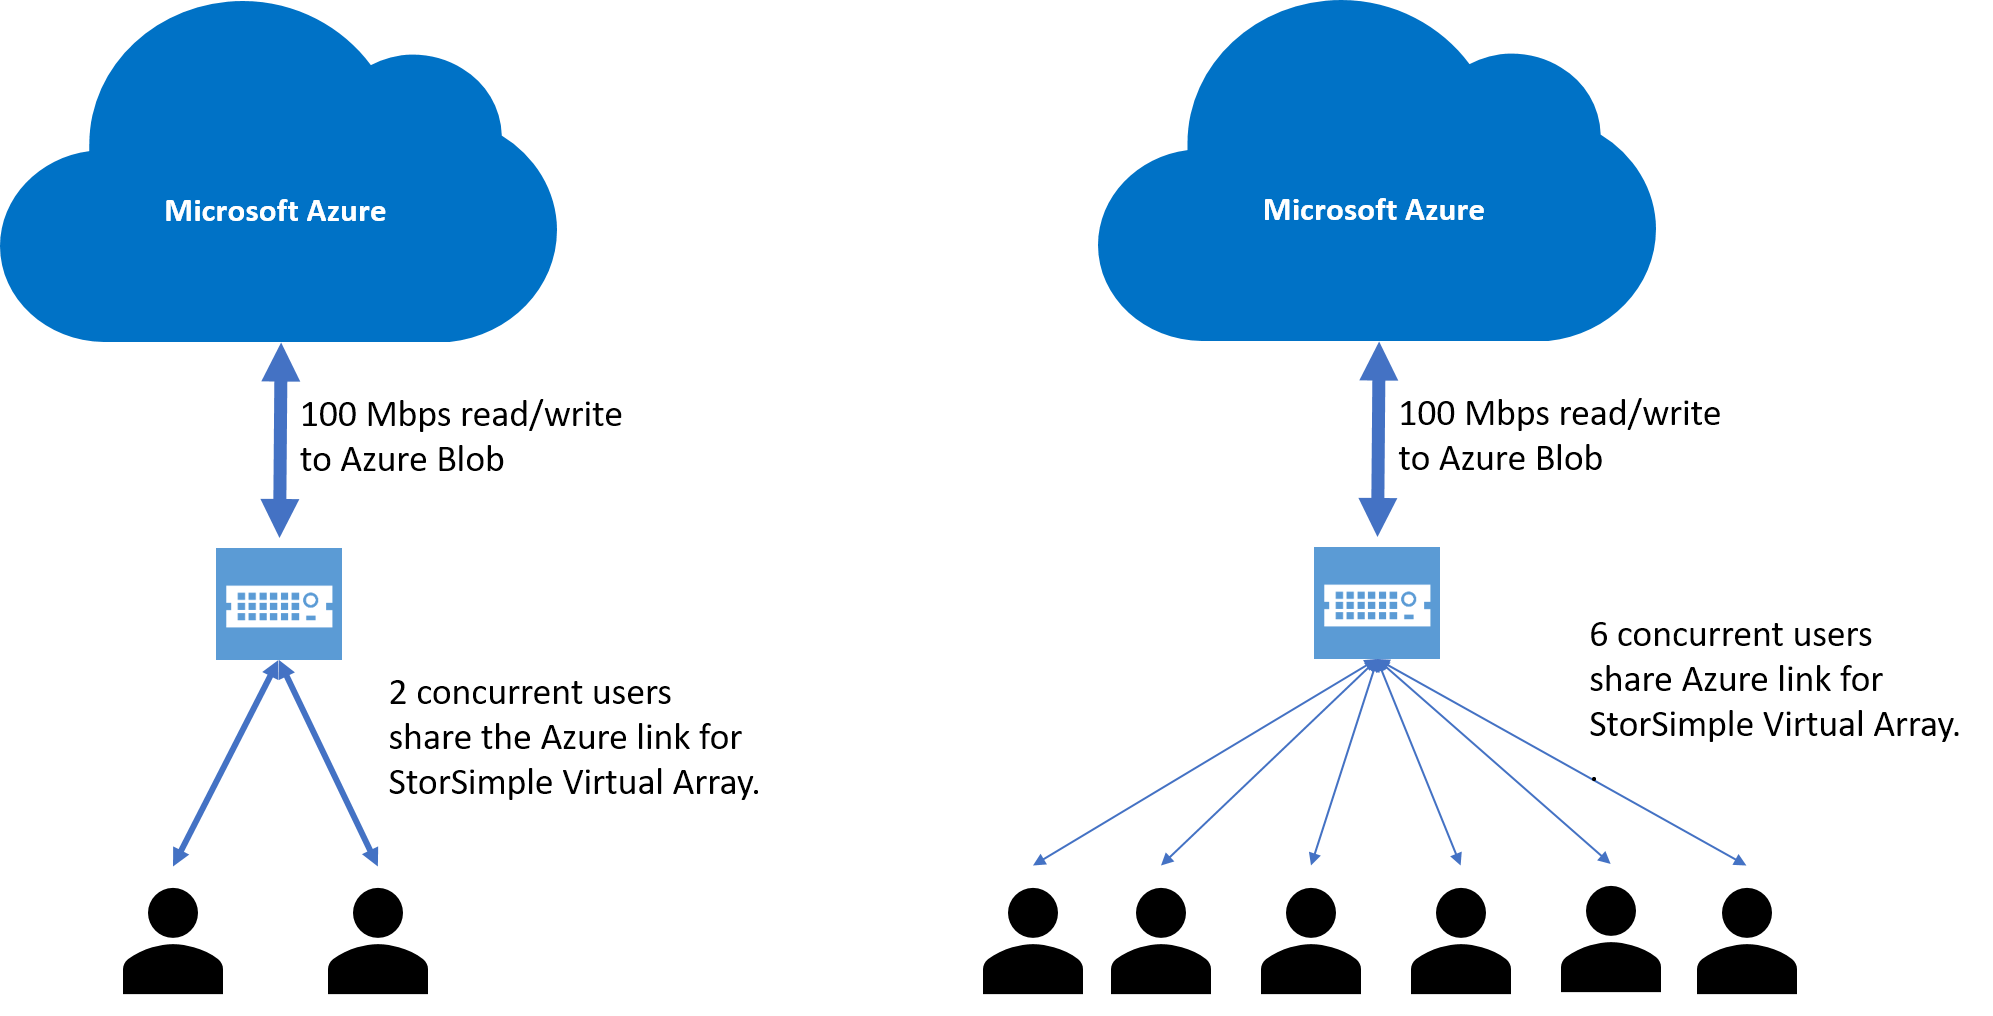 Microsoft Azure
100 Mbps read/write
to Azure Blob
2 concurrent users
share the Azure link for
StorSimple Virtual Array.
Microsoft Azure
100 Mbps read/write
to Azure Blob
6 concurrent users
share Azure link for
StorSimple Virtual Array.
.